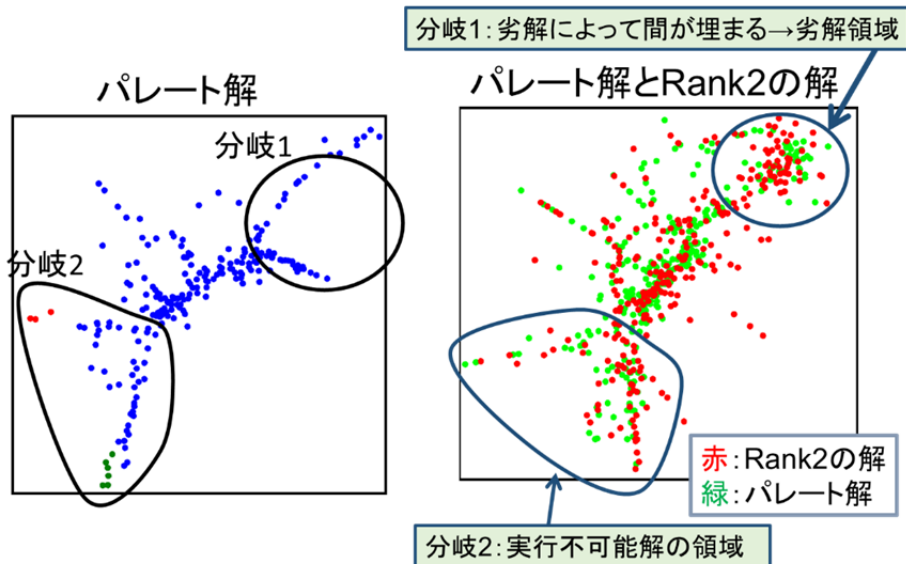 分岐1：劣解によって間が埋まる→劣解領域
パレート解
パレート解とRank2の解
分岐1
分岐2
赤：Rank2の解
緑：パレート解
分岐2：実行不可能解の領域